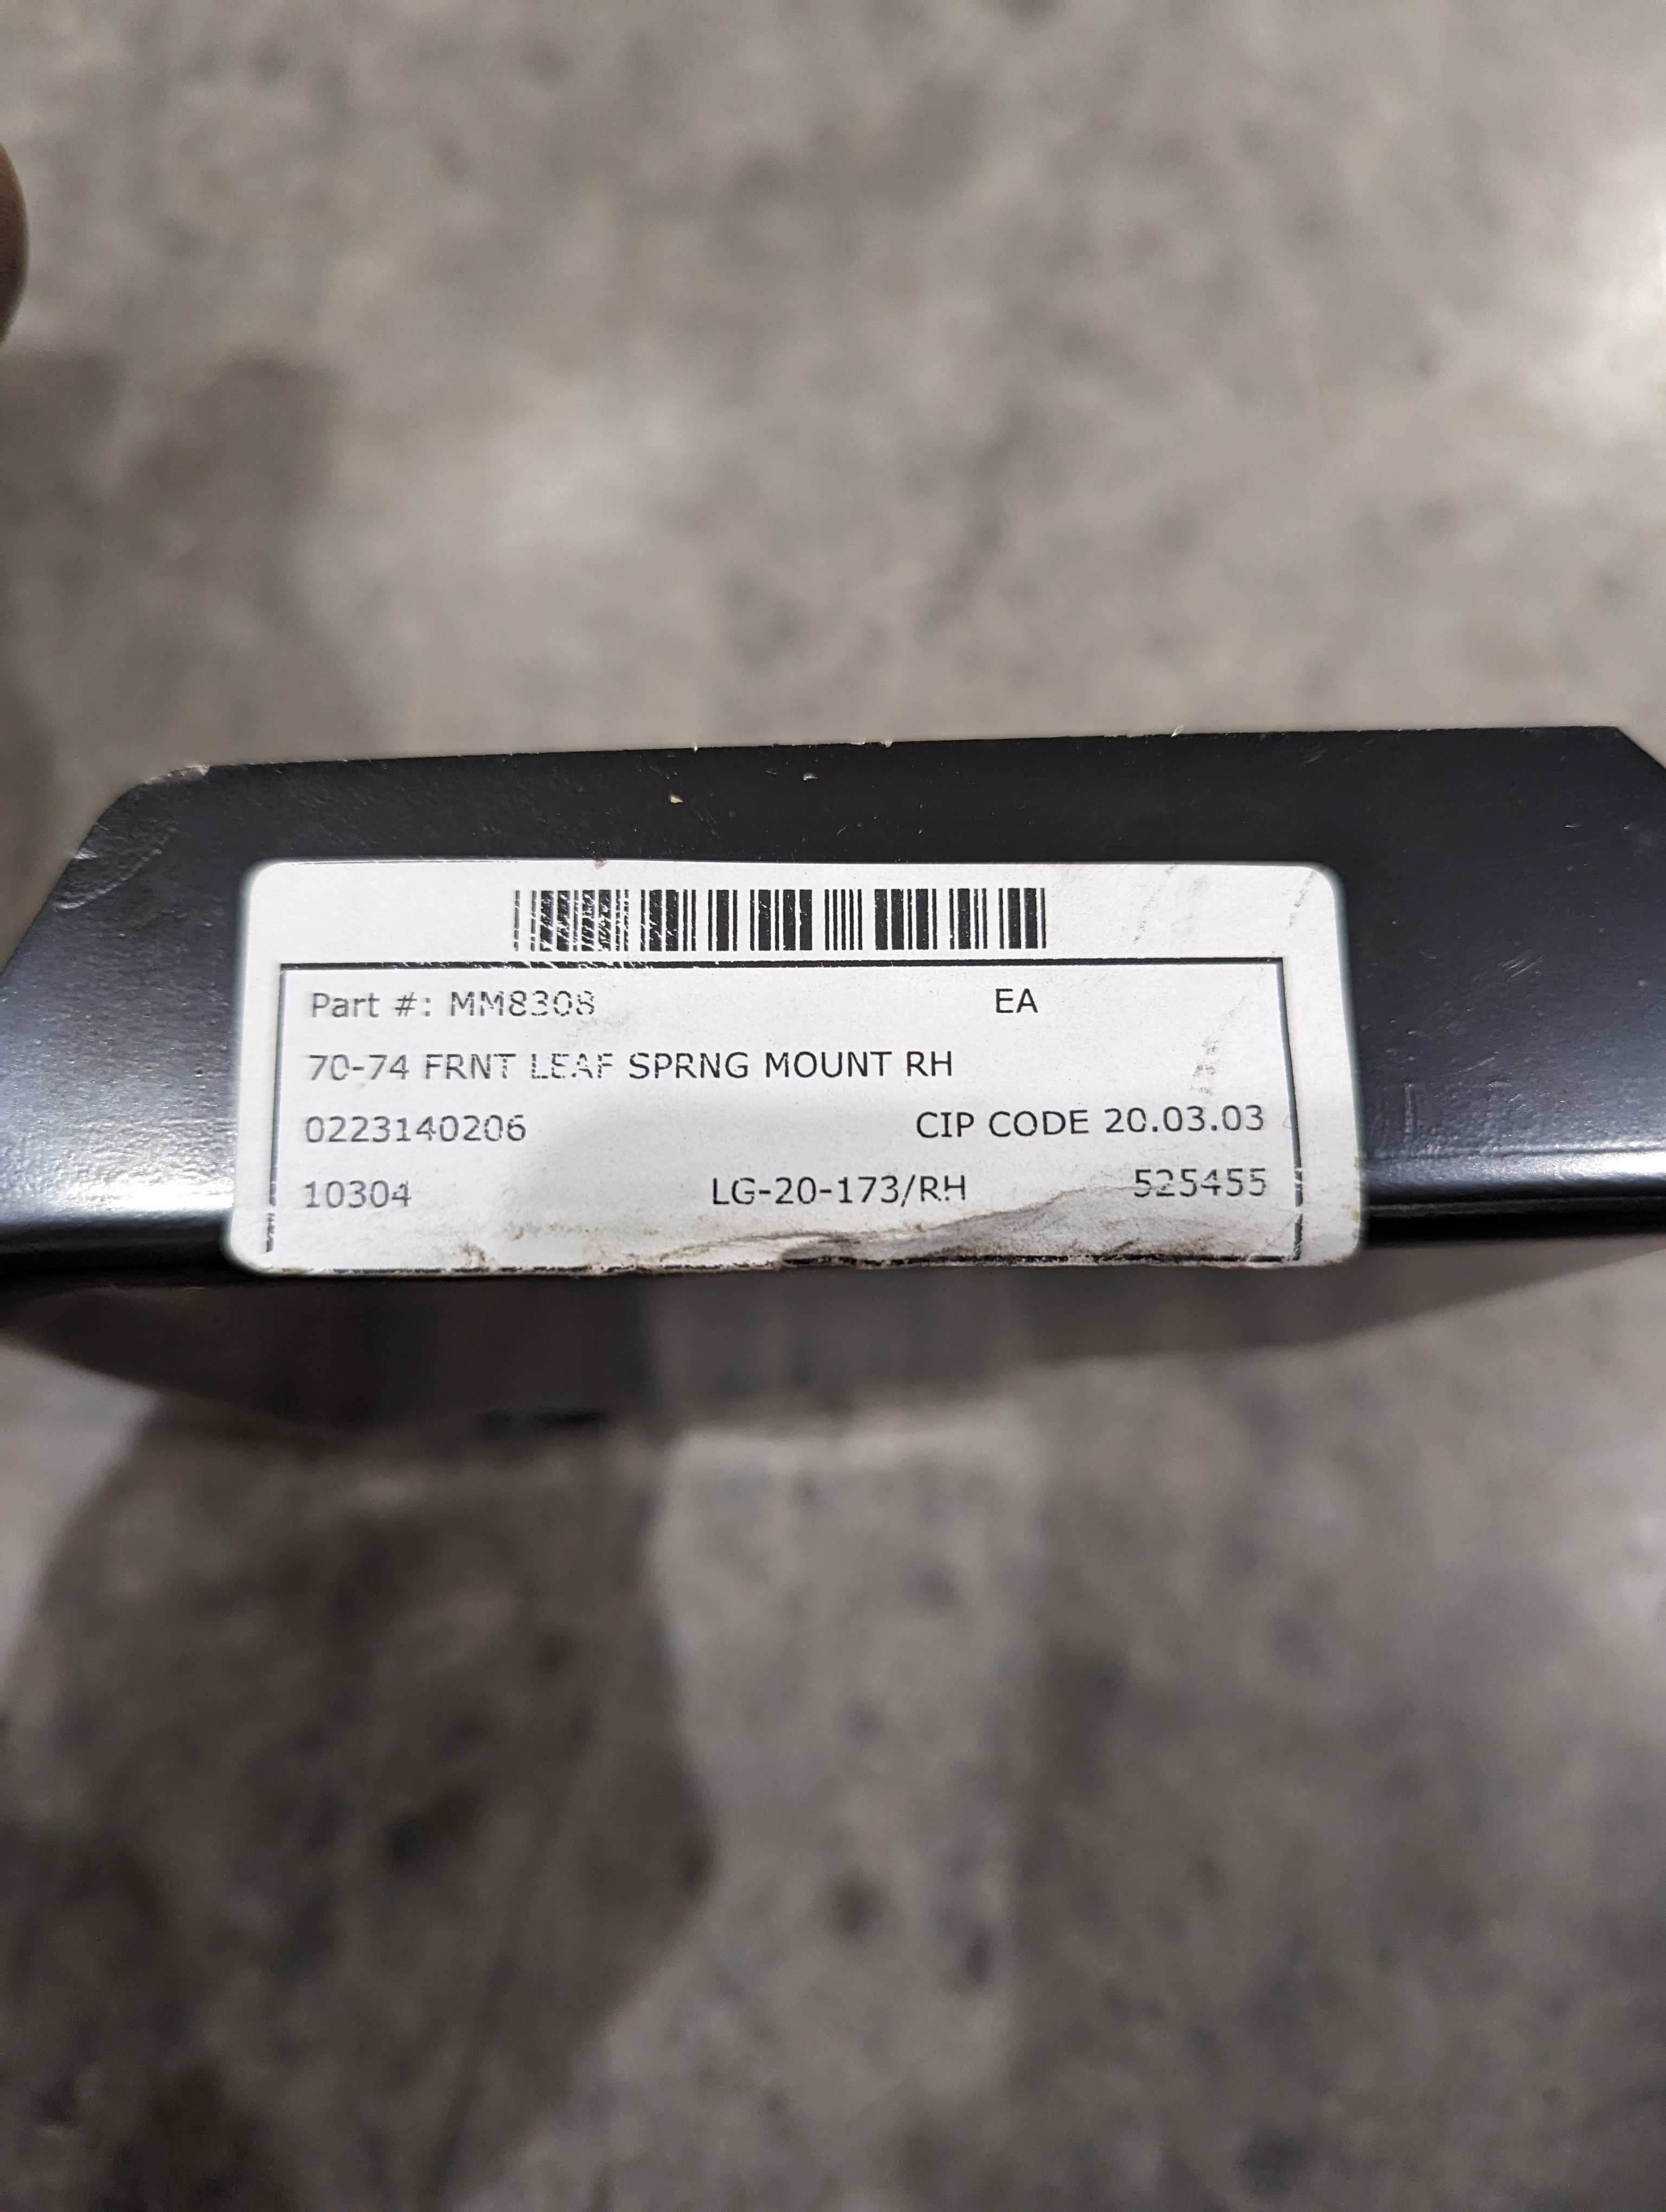 Part #: MM8308 EA
70-74 FRNT LEAF SPRNG MOUNT RH
0223140206 CIP CODE 20.03.03
10304 LG-20-173/RH 525455